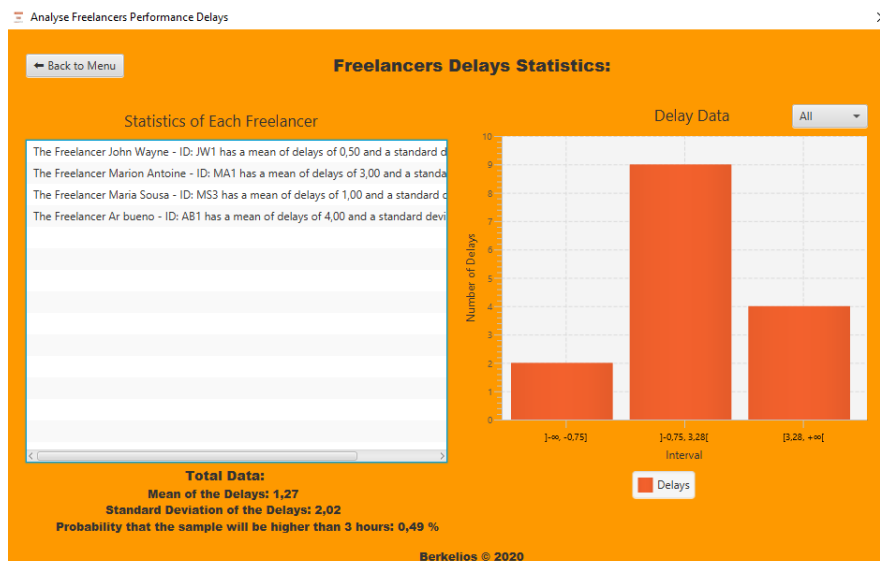 Analyse Freelancers Performance Delays
⬅ Back to Menu
Freelancers Delays Statistics:
Statistics of Each Freelancer
The Freelancer John Wayne - ID: JW1 has a mean of delays of 0,50 and a standard d
The Freelancer Marion Antoine - ID: MA1 has a mean of delays of 3,00 and a standa
The Freelancer Maria Sousa - ID: MS3 has a mean of delays of 1,00 and a standard
The Freelancer Ar bueno - ID: AB1 has a mean of delays of 4,00 and a standard devi
Total Data:
Mean of the Delays: 1,27
Standard Deviation of the Delays: 2,02
Probability that the sample will be higher than 3 hours: 0,49 %
Delay Data
All
Number of Delays
10
9
8
7
6
5
4
3
2
1
0
]-∞, -0,75]
]-0,75, 3,28[
[3,28, +∞[
Interval
Delays
Berkelios © 2020